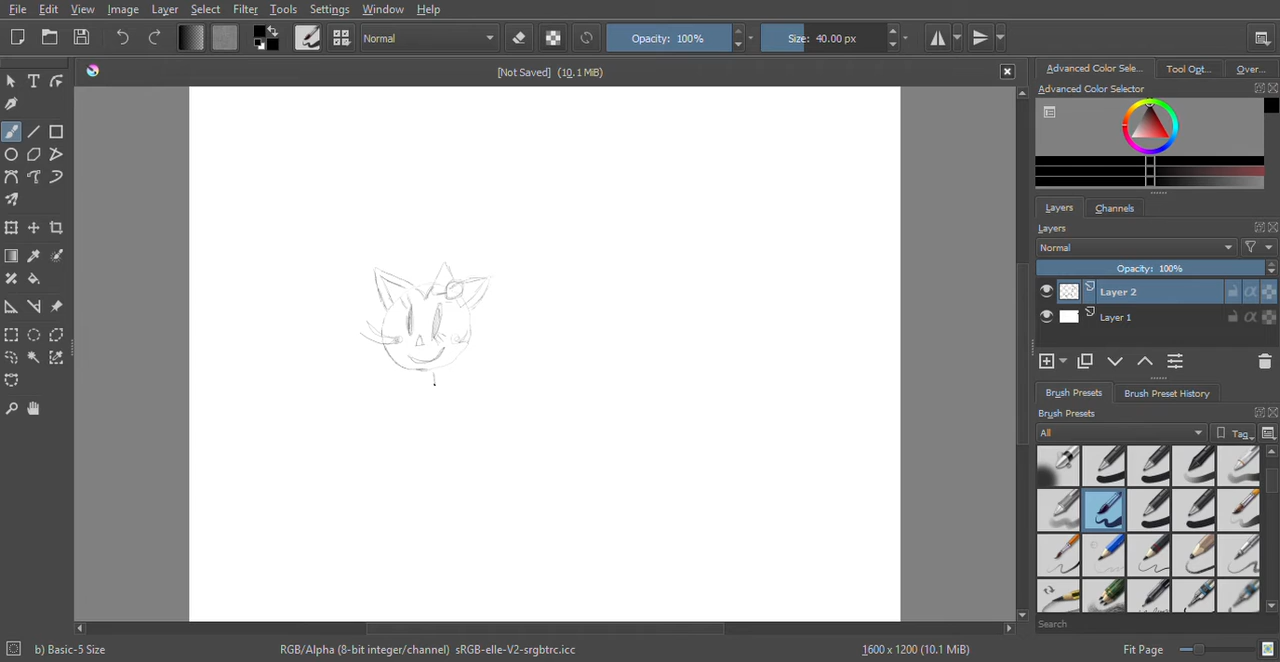 File Edit View Image Layer Select Filter Tools Settings Window Help
Normal Opacity: 100% Size: 40.00 px
[Not Saved] (10.1 MiB)
Advanced Color Sele... Tool Opt... Over...
Advanced Color Selector
Layers Channels
Layers
Normal
Opacity: 100%
Layer 2
Layer 1
Brush Presets Brush Preset History
Brush Presets
All Tag
Search
b) Basic-5 Size RGB/Alpha (8-bit integer/channel) sRGB-elle-V2-srgbtrc.icc 1600 x 1200 (10.1 MiB) Fit Page